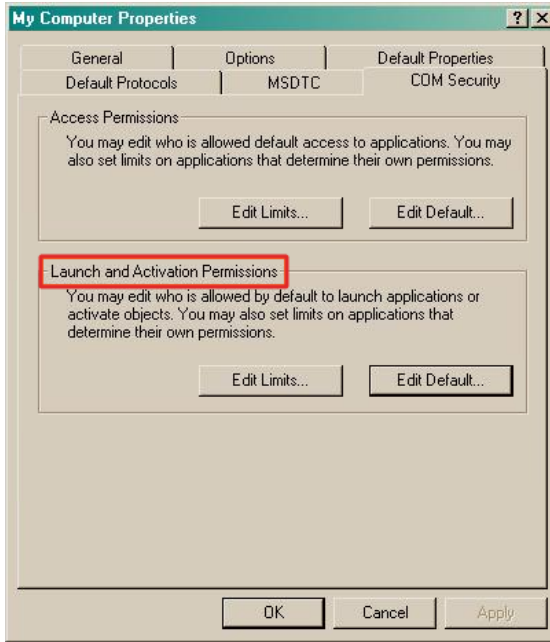 My Computer Properties
General Options Default Properties
Default Protocols MSDTC COM Security
Access Permissions
You may edit who is allowed default access to applications. You may
also set limits on applications that determine their own permissions.
Edit Limits... Edit Default...
Launch and Activation Permissions
You may edit who is allowed by default to launch applications or
activate objects. You may also set limits on applications that
determine their own permissions.
Edit Limits... Edit Default...
OK Cancel Apply